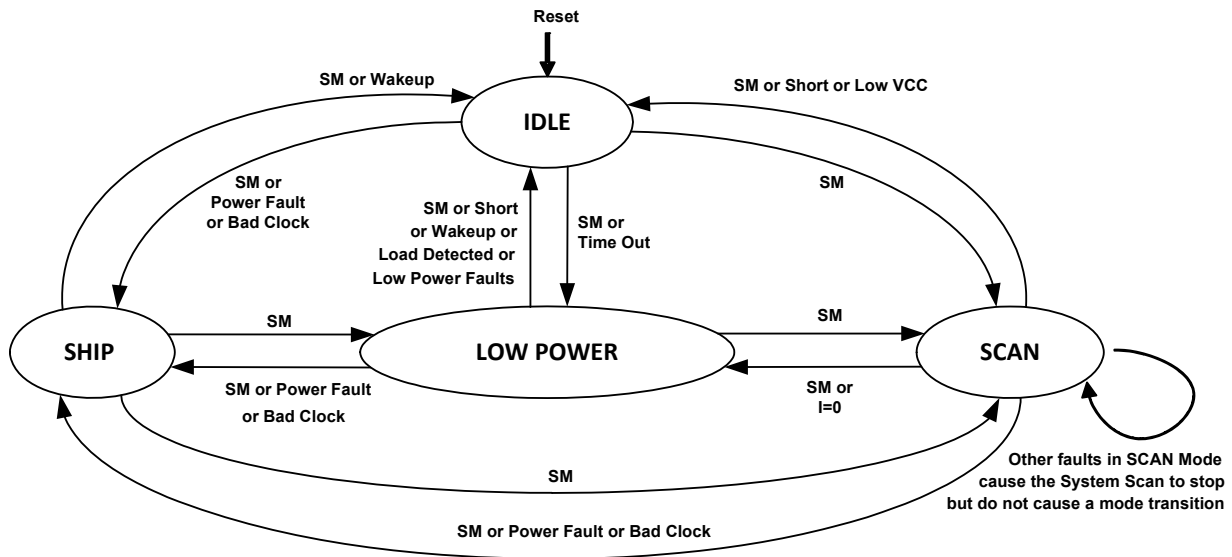 Reset
SM or Wakeup
SM or Short or Low VCC
IDLE
SM or
Power Fault
or Bad Clock
SM or Short
or Wakeup or
Load Detected or
Low Power Faults
SM or
Time Out
SM
SHIP
SM
LOW POWER
SM
SCAN
SM or Power Fault
or Bad Clock
SM or
I=0
SM
Other faults in SCAN Mode
cause the System Scan to stop
but do not cause a mode transition
SM or Power Fault or Bad Clock